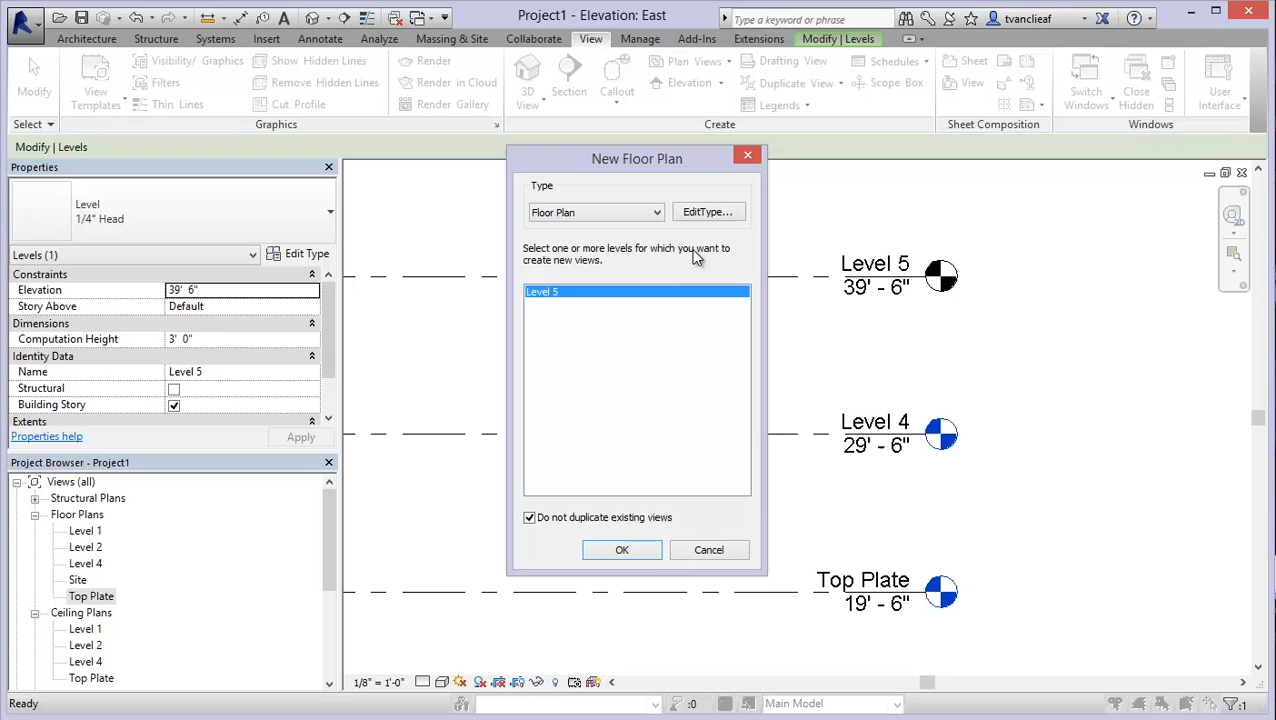 Project1 - Elevation: East
Type a keyword or phrase
tvanclieaf
Architecture Structure Systems Insert Annotate Analyze Massing & Site Collaborate View Manage Add-Ins Extensions Modify | Levels
Modify
Select
View Templates
Visibility/ Graphics
Filters
Thin Lines
Show Hidden Lines
Remove Hidden Lines
Cut Profile
Render
Render in Cloud
Render Gallery
Graphics
3D View
Section
Callout
Plan Views
Elevation
Drafting View
Duplicate View
Legends
Schedules
Scope Box
Create
Sheet
View
Sheet Composition
Switch Windows
Close Hidden
User Interface
Windows
Modify | Levels
Properties
Level
1/4" Head
Levels (1)
Edit Type
Constraints
Elevation 39' 6"
Story Above Default
Dimensions
Computation Height 3' 0"
Identity Data
Name Level 5
Structural
Building Story
Extents
Properties help
Apply
Project Browser - Project1
Views (all)
Structural Plans
Floor Plans
Level 1
Level 2
Level 4
Site
Top Plate
Ceiling Plans
Level 1
Level 2
Level 4
Top Plate
New Floor Plan
Type
Floor Plan
EditType...
Select one or more levels for which you want to
create new views.
Level 5
Do not duplicate existing views
OK
Cancel
Level 5
39' - 6"
Level 4
29' - 6"
Top Plate
19' - 6"
1/8" = 1'-0"
Ready
:0
Main Model
:1